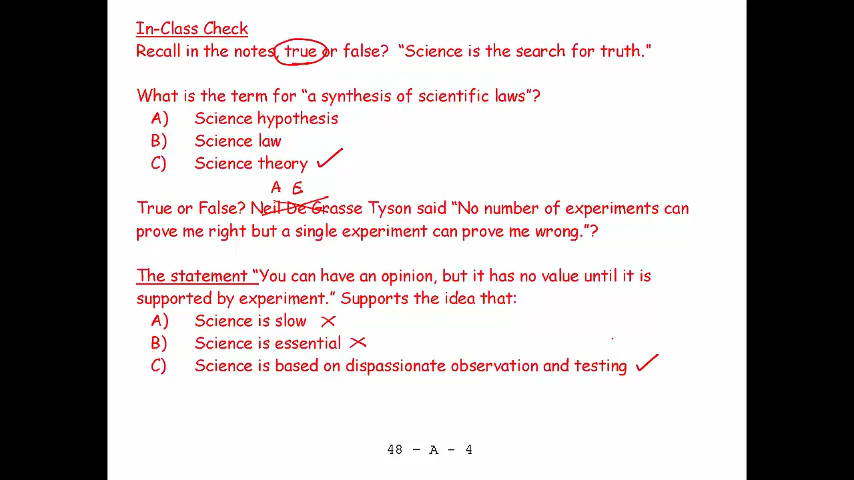 In-Class Check
Recall in the notes, true or false? “Science is the search for truth.”
What is the term for “a synthesis of scientific laws”?
A) Science hypothesis
B) Science law
C) Science theory
A E
True or False? Neil De Grasse Tyson said “No number of experiments can
prove me right but a single experiment can prove me wrong.”?
The statement “You can have an opinion, but it has no value until it is
supported by experiment.” Supports the idea that:
A) Science is slow
B) Science is essential
C) Science is based on dispassionate observation and testing
48 – A - 4